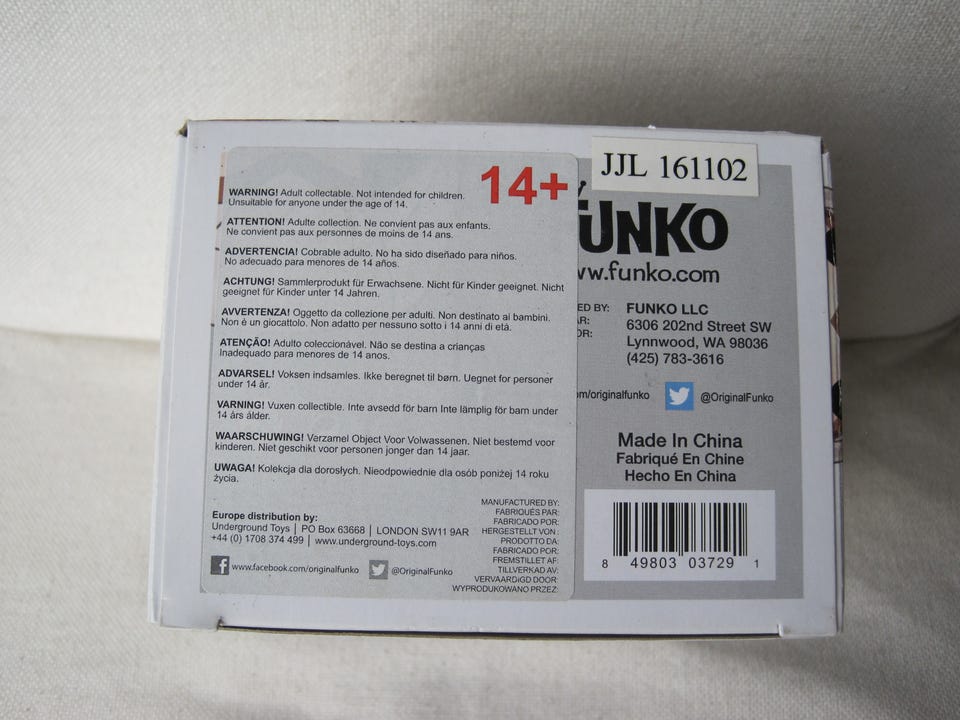 WARNING! Adult collectable. Not intended for children.
Unsuitable for anyone under the age of 14.
14+
ATTENTION! Adulte collection. Ne convient pas aux enfants.
Ne convient pas aux personnes de moins de 14 ans.
ADVERTENCIA! Cobrable adulto. No ha sido diseñado para niños.
No adecuado para menores de 14 años.
ACHTUNG! Sammlerprodukt für Erwachsene. Nicht für Kinder geeignet. Nicht
geeignet für Kinder unter 14 Jahren.
AVVERTENZA! Oggetto da collezione per adulti. Non destinato ai bambini.
Non è un giocattolo. Non adatto per nessuno sotto i 14 anni di età.
ATENÇÃO! Adulto coleccionável. Não se destina a crianças
Inadequado para menores de 14 anos.
ADVARSEL! Voksen indsamles. Ikke beregnet til børn. Uegnet for personer
under 14 år.
VARNING! Vuxen collectible. Inte avsedd för barn Inte lämplig för barn under
14 års ålder.
WAARSCHUWING! Verzamel Object Voor Volwassenen. Niet bestemd voor
kinderen. Niet geschikt voor personen jonger dan 14 jaar.
UWAGA! Kolekcja dla dorosłych. Nieodpowiednie dla osób poniżej 14 roku
życia.
Europe distribution by:
Underground Toys | PO Box 63668 | LONDON SW11 9AR
+44 (0) 1708 374 499 | www.underground-toys.com
f www.facebook.com/originalfunko @OriginalFunko
MANUFACTURED BY:
FABRIQUÉS PAR:
FABRICADO POR:
HERGESTELLT VON:
PRODOTTO DA:
FABRICADO POR:
FREMSTILLET AF:
TILLVERKAD AV:
VERVAARDiGD DOOR:
WYPRODUKOWANO PRZEZ:
JJL 161102
FUNKO
ww.funko.com
ED BY: FUNKO LLC
AR: 6306 202nd Street SW
OR: Lynnwood, WA 98036
(425) 783-3616
om/originalfunko @OriginalFunko
Made In China
Fabriqué En Chine
Hecho En China
8 49803 03729 1